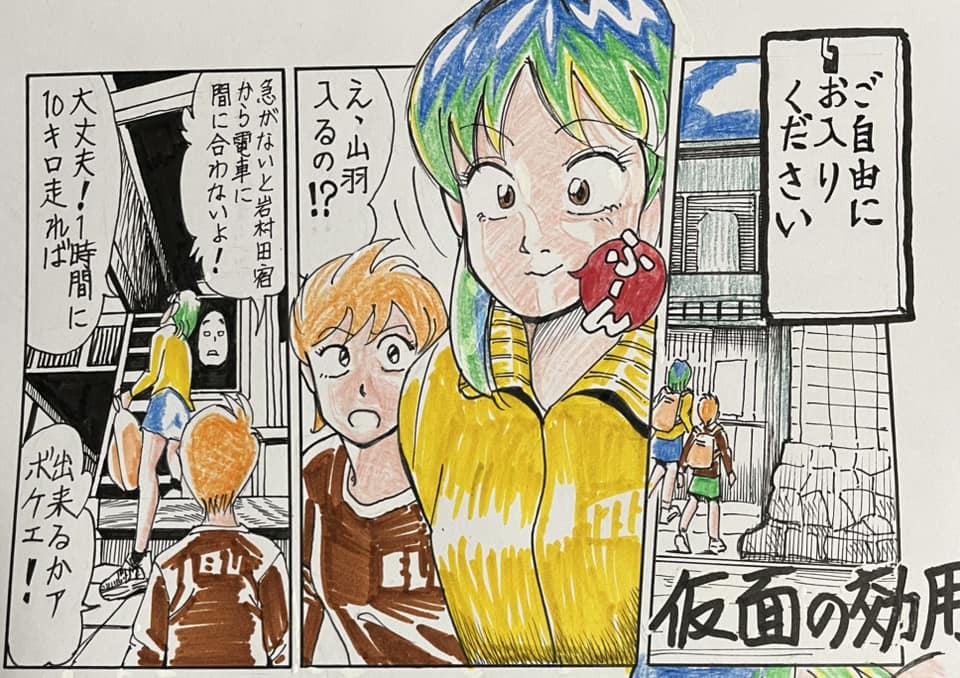 ご自由に
お入り
ください
仮面の効用
ふーん
え、山羽
入るの!?
EL
急がないと岩村田宿
から電車に
間に合わないよ！
大丈夫！1時間に
10キロ走れば
出来るかァ
ボケェ！